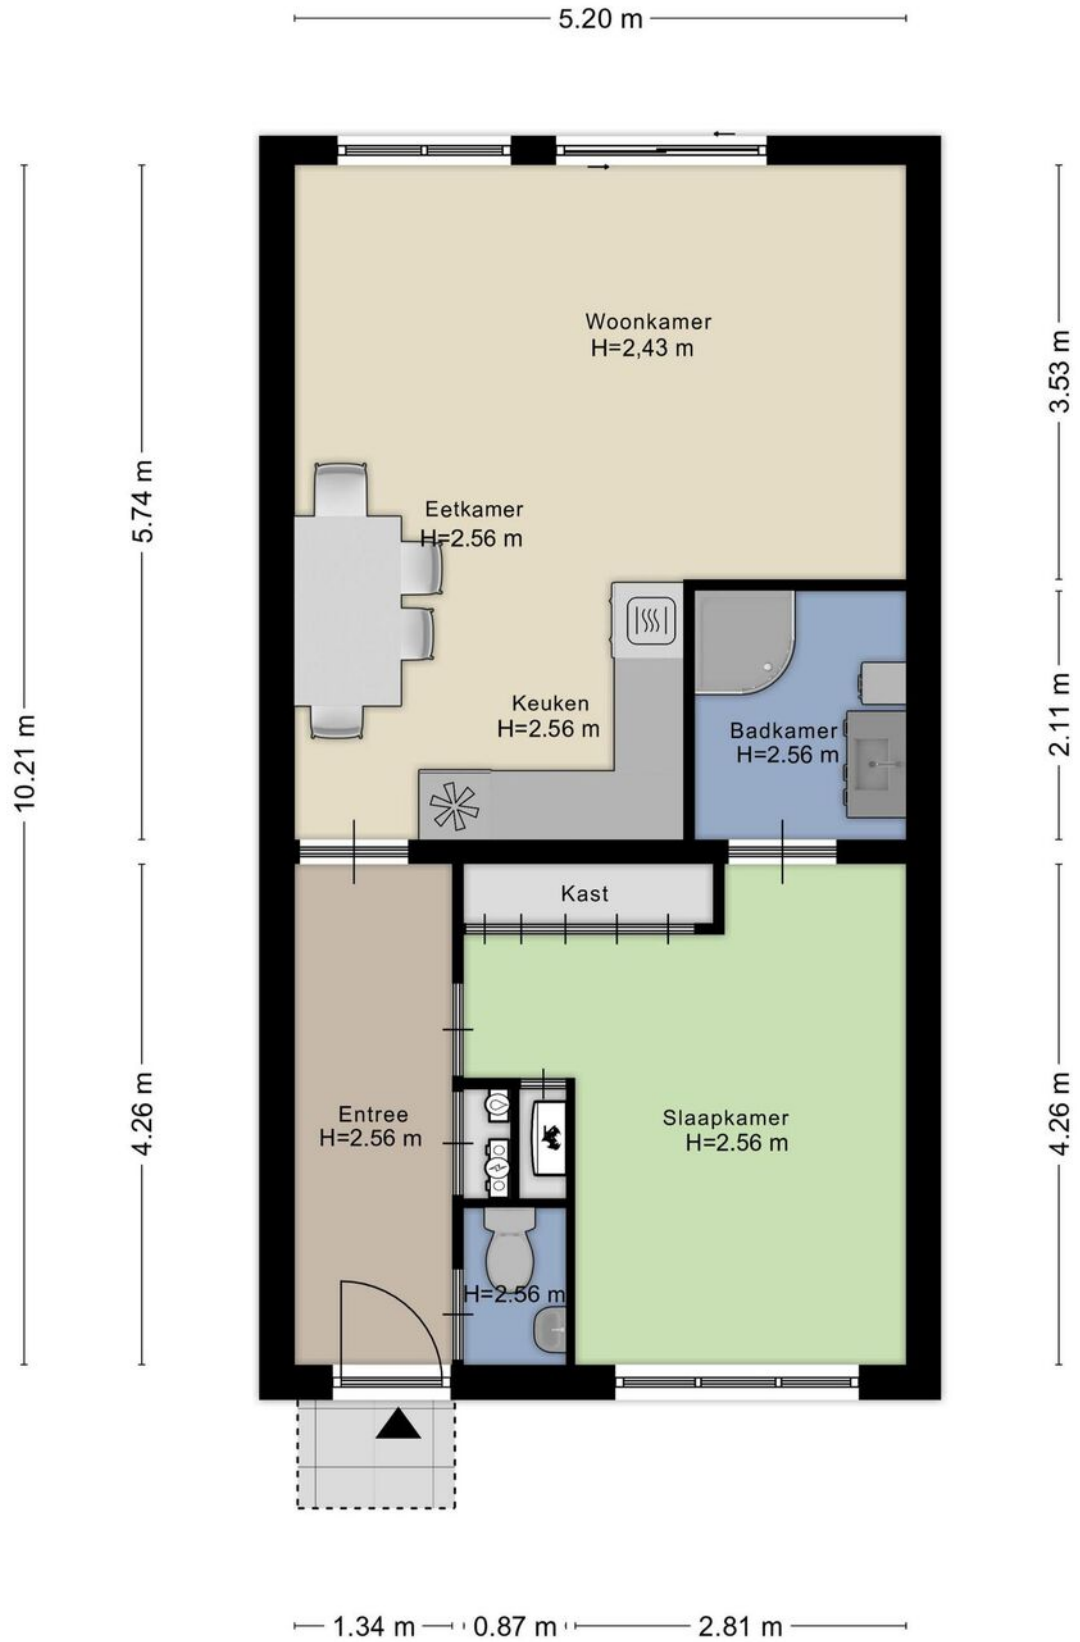 5.20 m
Woonkamer
H=2,43 m
3.53 m
5.74 m
Eetkamer
H=2.56 m
10.21 m
Keuken
H=2.56 m
Badkamer
H=2.56 m
2.11 m
Kast
4.26 m
Entree
H=2.56 m
Slaapkamer
H=2.56 m
4.26 m
H=2.56 m
1.34 m
0.87 m
2.81 m